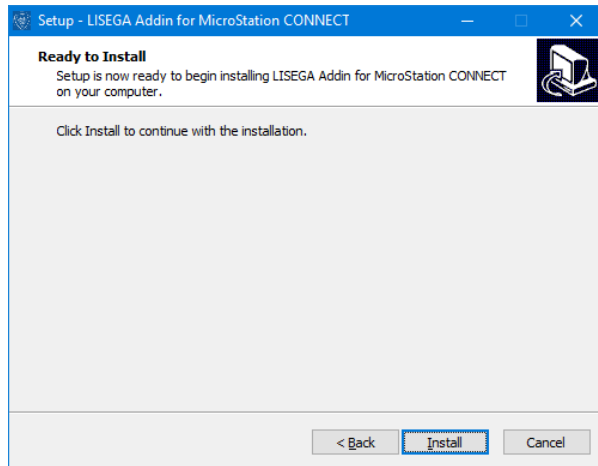 Setup - LISEGA Addin for MicroStation CONNECT
Ready to Install
Setup is now ready to begin installing LISEGA Addin for MicroStation CONNECT
on your computer.
Click Install to continue with the installation.
< Back
Install
Cancel